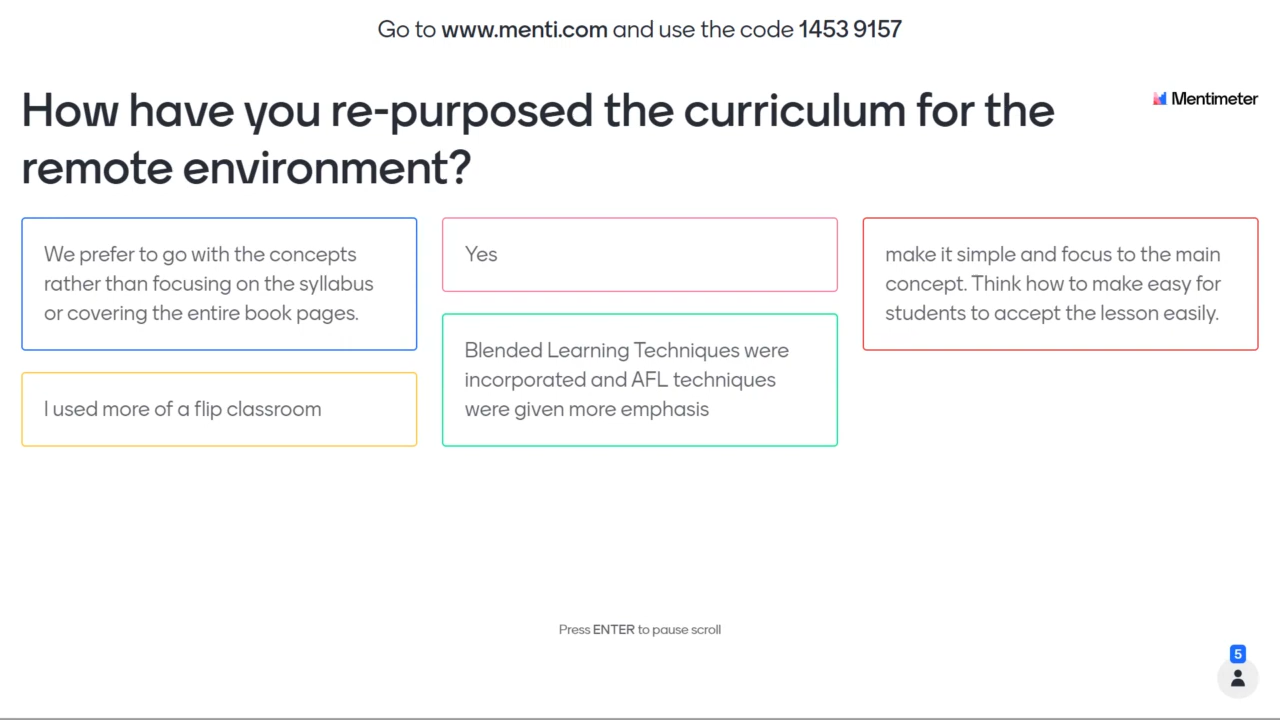 Go to www.menti.com and use the code 1453 9157
How have you re-purposed the curriculum for the
remote environment?
Mentimeter
We prefer to go with the concepts
rather than focusing on the syllabus
or covering the entire book pages.
I used more of a flip classroom
Yes
Blended Learning Techniques were
incorporated and AFL techniques
were given more emphasis
make it simple and focus to the main
concept. Think how to make easy for
students to accept the lesson easily.
Press ENTER to pause scroll
5